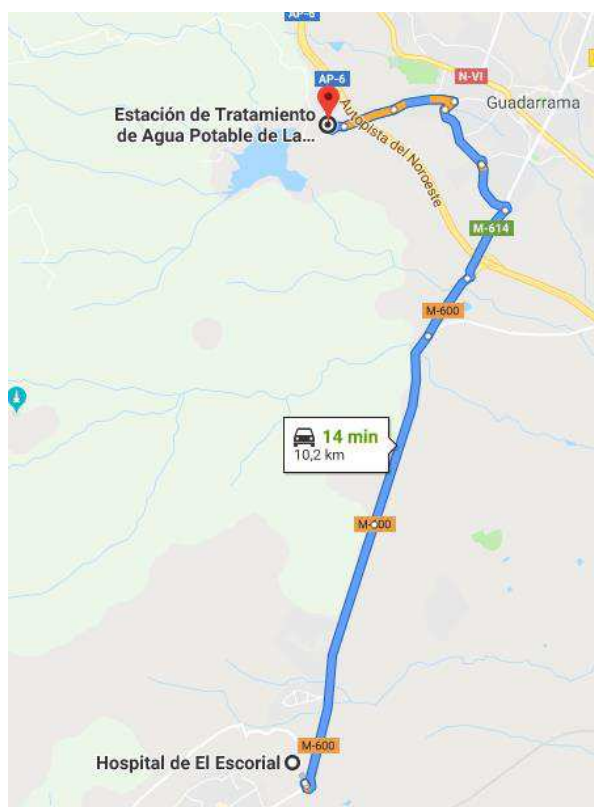 AP-6
AP-6
N-VI
Guadarrama
Estación de Tratamiento
de Agua Potable de La...
Autopista del Noroeste
M-614
M-600
14 min
10,2 km
M-600
M-600
Hospital de El Escorial